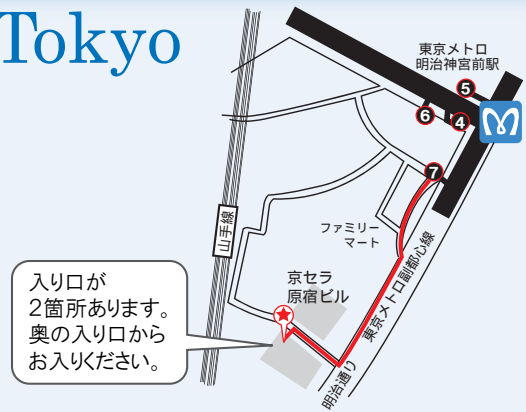 Tokyo
東京メトロ
明治神宮前駅
5
6
4
7
山手線
ファミリー
マート
東京メトロ副都心線
京セラ
原宿ビル
入り口が
2箇所あります。
奥の入り口から
お入りください。
明治通り